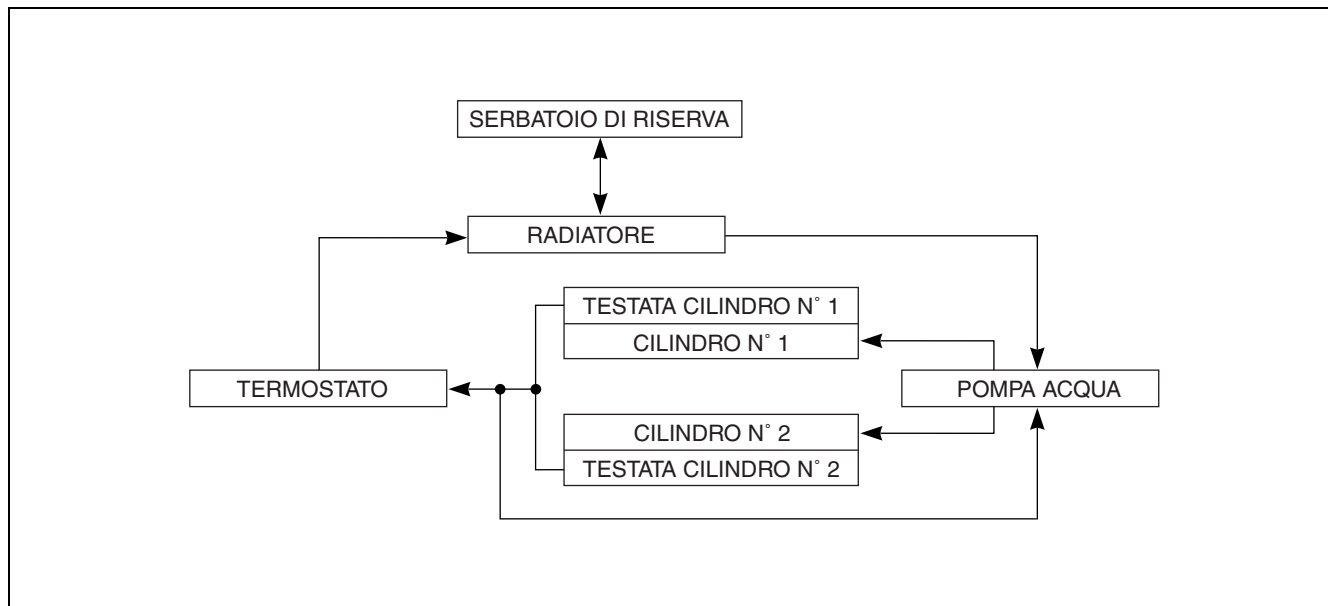 SERBATOIO DI RISERVA
RADIATORE
TESTATA CILINDRO N° 1
CILINDRO N° 1
TERMOSTATO
POMPA ACQUA
CILINDRO N° 2
TESTATA CILINDRO N° 2